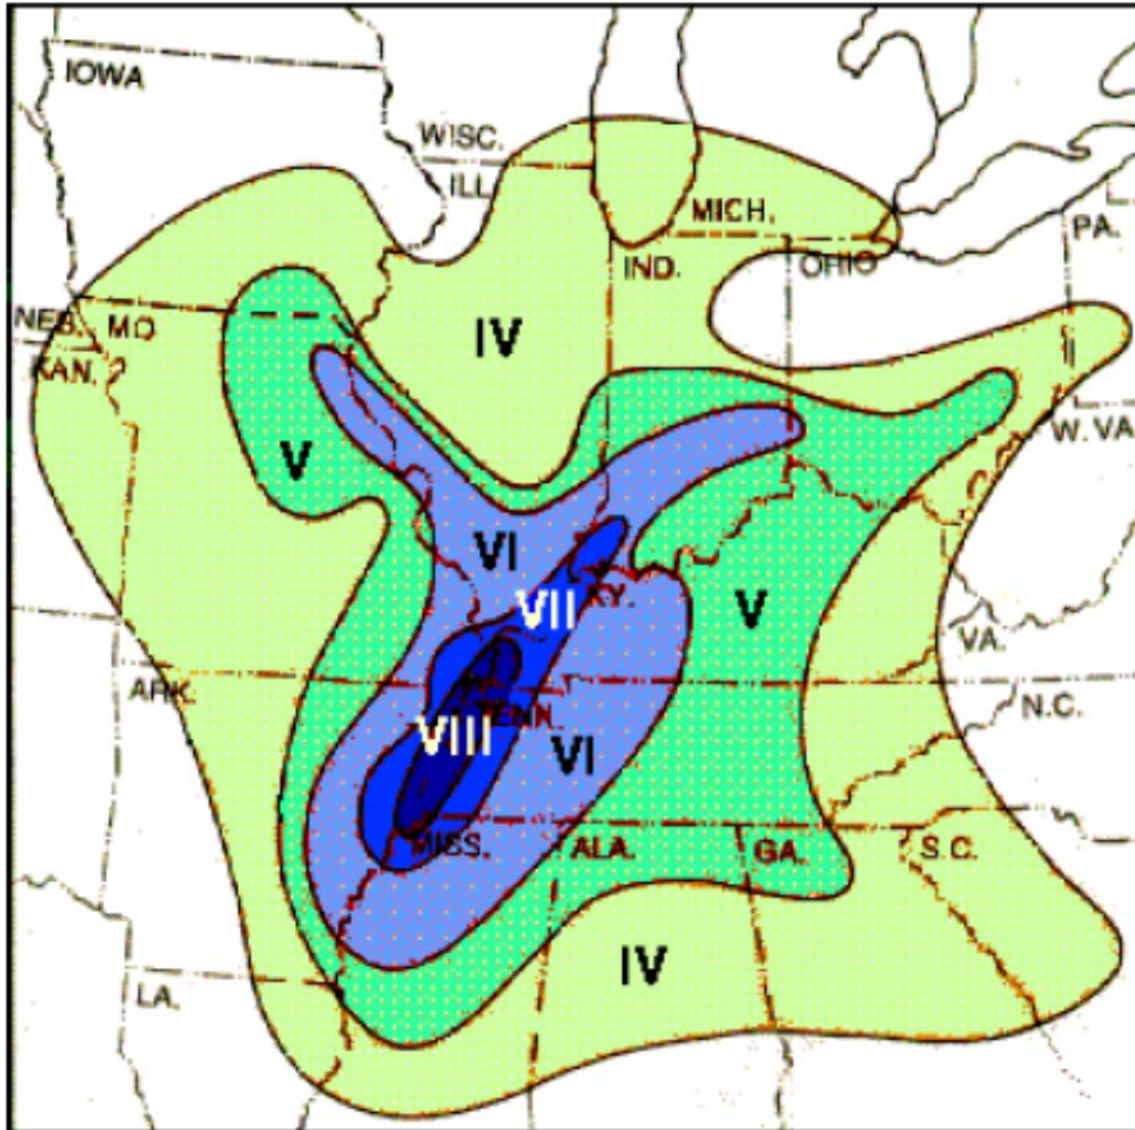 IOWA
WISC.
ILL.
MICH.
PA.
IND.
OHIO
NEB.
MO
IV
KAN.
W. VA.
V
VI
VII
KY.
V
VA.
ARK.
N.C.
TENN.
VIII
VI
MISS.
ALA.
GA.
S.C.
IV
LA.